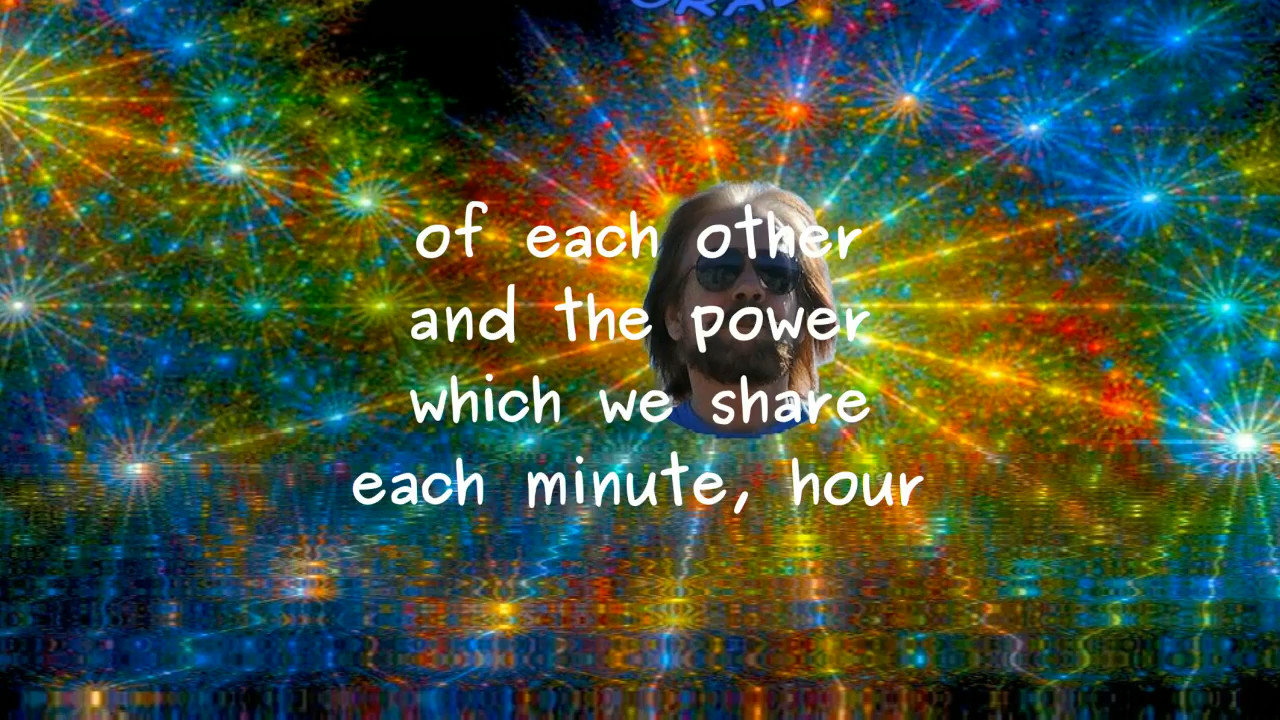 of each other
and the power
which we share
each minute, hour